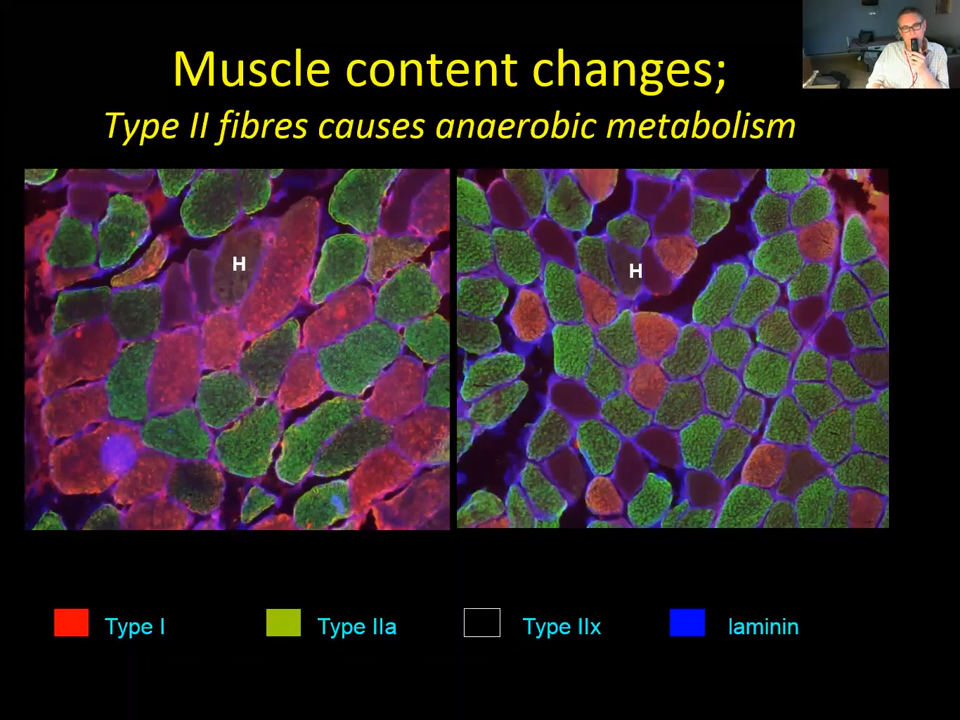 Muscle content changes;
Type II fibres causes anaerobic metabolism
H
H
Type I
Type IIa
Type IIx
laminin